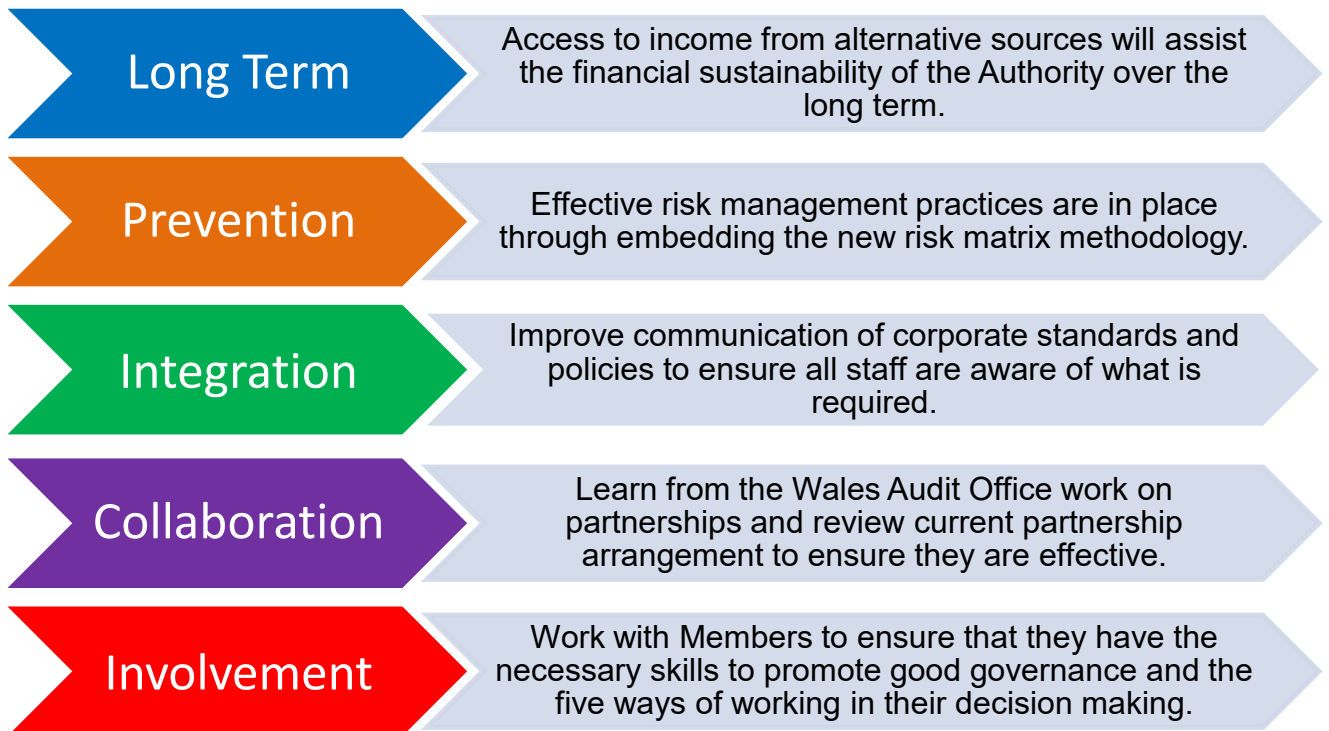 Long Term
Access to income from alternative sources will assist
the financial sustainability of the Authority over the
long term.
Prevention
Effective risk management practices are in place
through embedding the new risk matrix methodology.
Integration
Improve communication of corporate standards and
policies to ensure all staff are aware of what is
required.
Collaboration
Learn from the Wales Audit Office work on
partnerships and review current partnership
arrangement to ensure they are effective.
Involvement
Work with Members to ensure that they have the
necessary skills to promote good governance and the
five ways of working in their decision making.